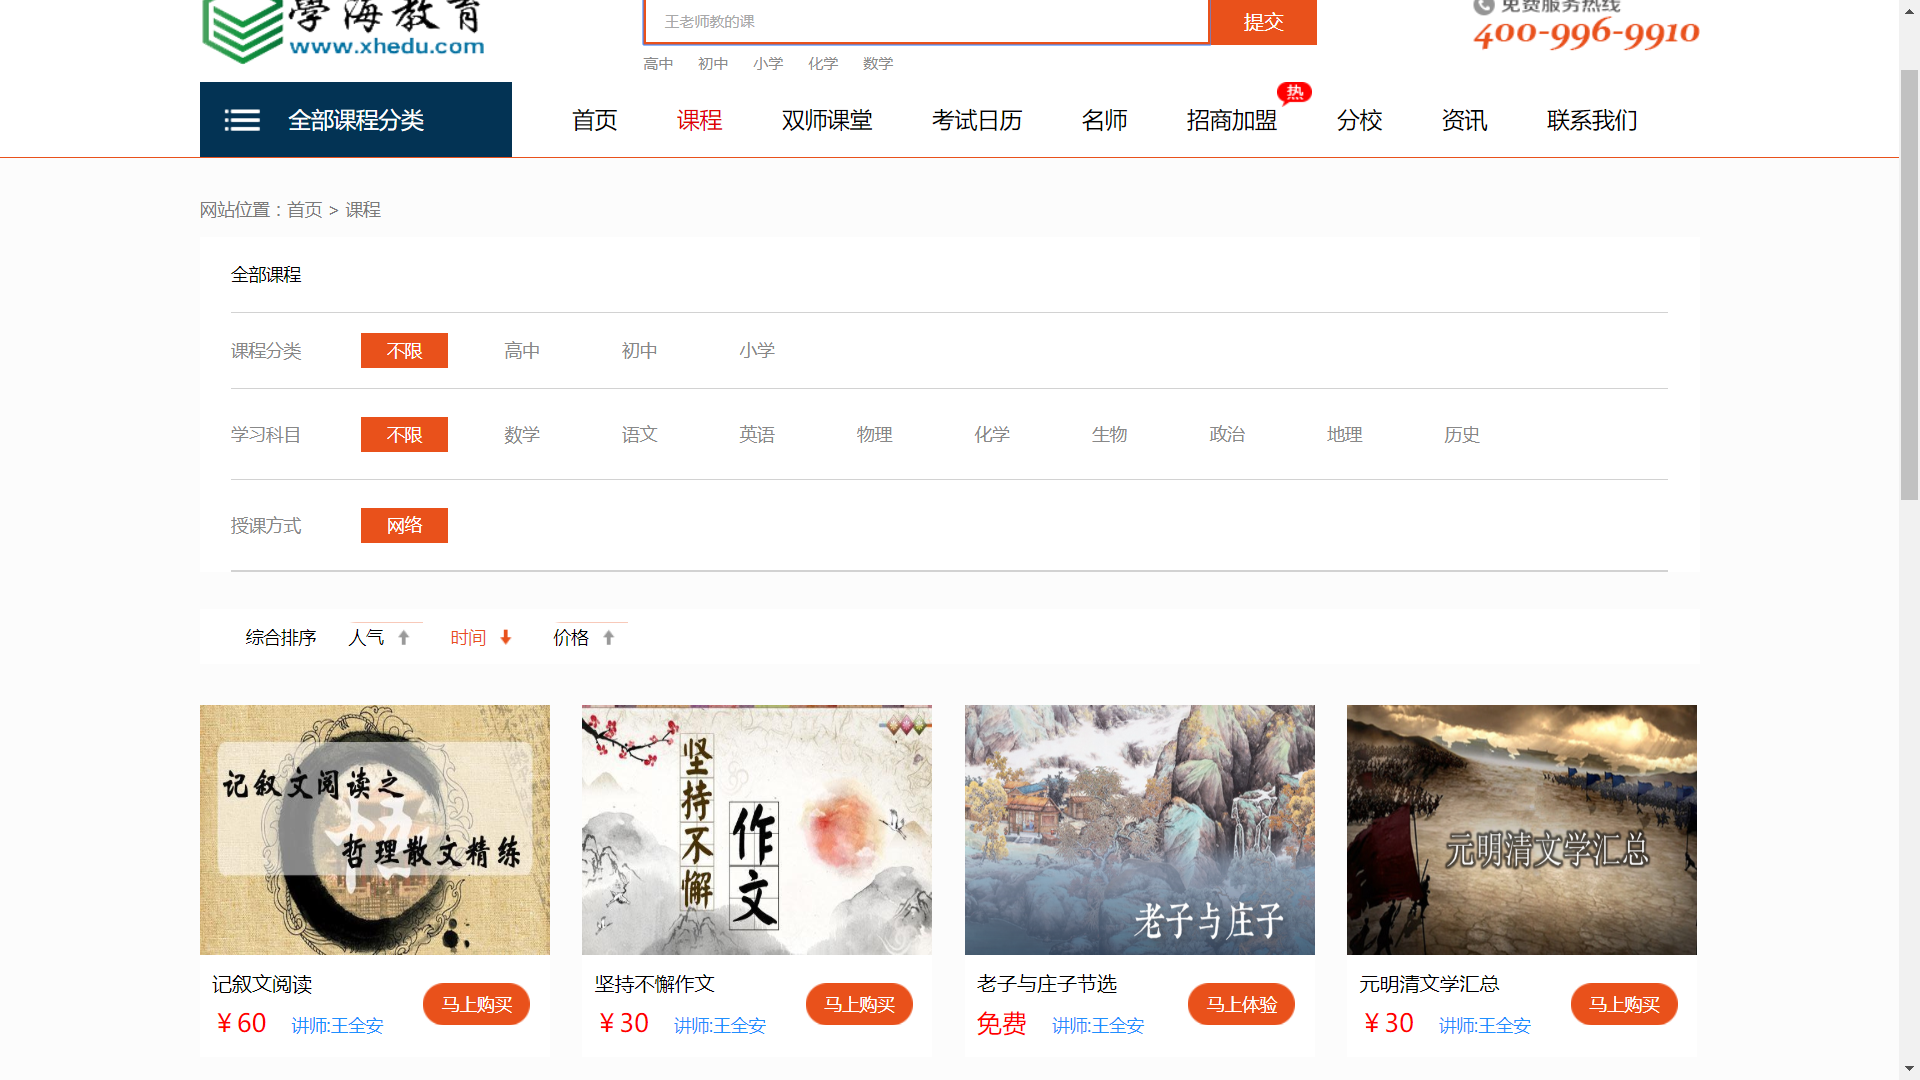 學海教育
www.xhedu.com
王老师教的课
提交
免费服务热线
400-996-9910
高中 初中 小学 化学 数学
全部课程分类
首页 课程 双师课堂 考试日历 名师 招商加盟 热 分校 资讯 联系我们
网站位置：首页 > 课程
全部课程
课程分类 不限 高中 初中 小学
学习科目 不限 数学 语文 英语 物理 化学 生物 政治 地理 历史
授课方式 网络
综合排序 人气 时间 价格
记叙文阅读之
悟
哲理散文精练
坚持不懈
作文
老子与庄子
元明清文学汇总
记叙文阅读
￥60 讲师:王全安
马上购买
坚持不懈作文
￥30 讲师:王全安
马上购买
老子与庄子节选
免费 讲师:王全安
马上体验
元明清文学汇总
￥30 讲师:王全安
马上购买